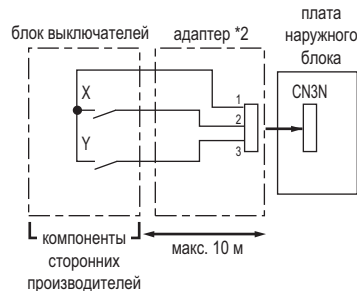 плата
наружного
блока
блок выключателей
адаптер *2
CN3N
X
Y
1
2
3
компоненты
сторонних
производителей
макс. 10 м